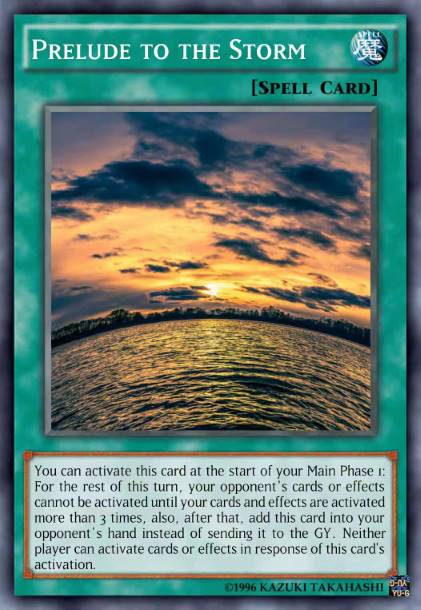 PRELUDE TO THE STORM
魔
[SPELL CARD]
You can activate this card at the start of your Main Phase 1:
For the rest of this turn, your opponent's cards or effects
cannot be activated until your cards and effects are activated
more than 3 times, also, after that, add this card into your
opponent's hand instead of sending it to the GY. Neither
player can activate cards or effects in response of this card's
activation.
©1996 KAZUKI TAKAHASHI